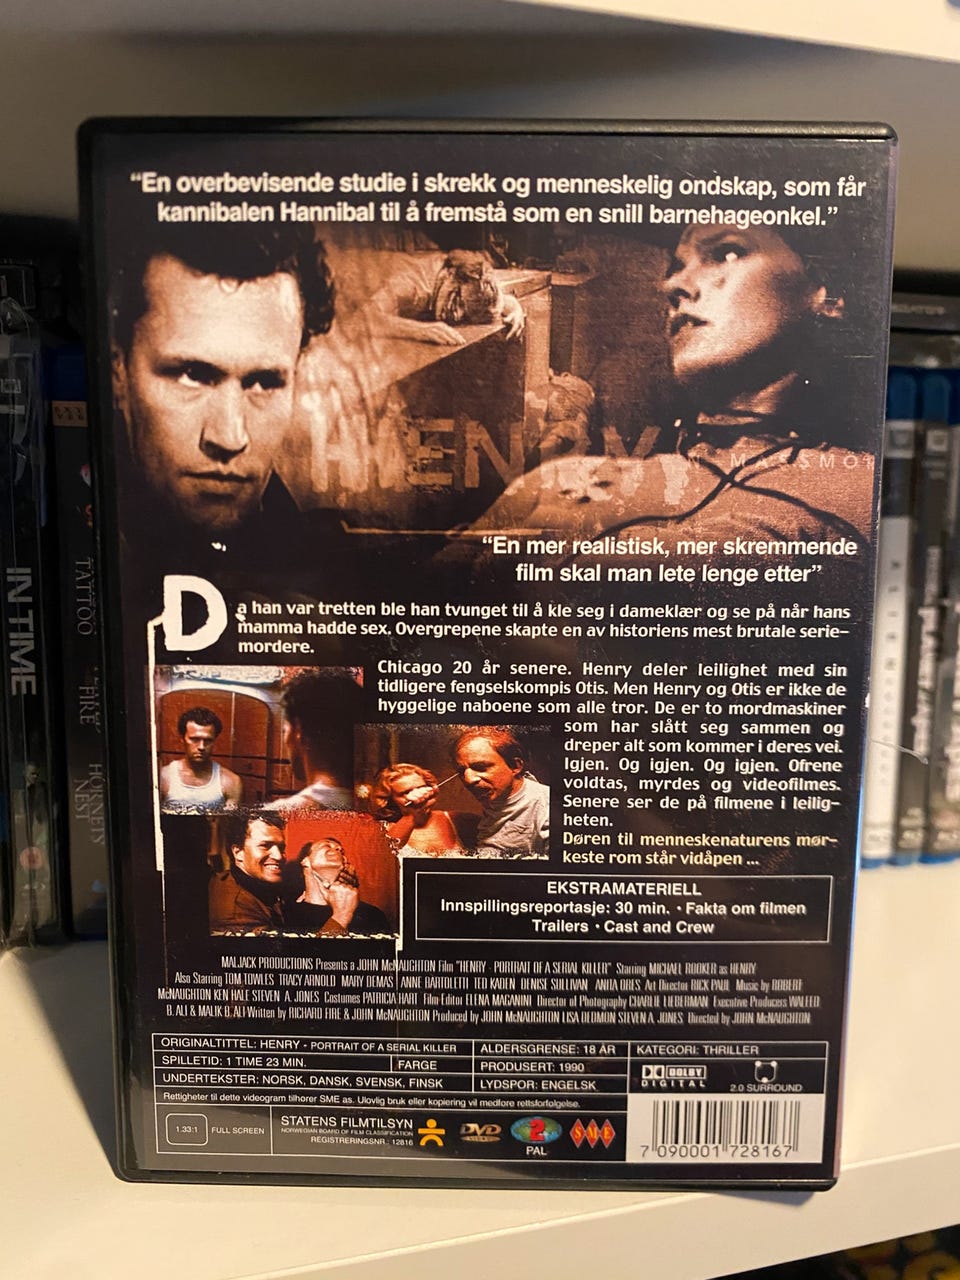 “En overbevisende studie i skrekk og menneskelig ondskap, som får
kannibalen Hannibal til å fremstå som en snill barnehageonkel.”
HENRY
MASSMOR
“En mer realistisk, mer skremmende
film skal man lete lenge etter”
Da han var tretten ble han tvunget til å kle seg i dameklær og se på når hans
mamma hadde sex. Overgrepene skapte en av historiens mest brutale serie-
mordere.
Chicago 20 år senere. Henry deler leilighet med sin
tidligere fengselskompis Otis. Men Henry og Otis er ikke de
hyggelige naboene som alle tror. De er to mordmaskiner
som har slått seg sammen og
dreper alt som kommer i deres vei.
Igjen. Og igjen. Og igjen. Ofrene
voldtas, myrdes og videofilmes.
Senere ser de på filmene i leilig-
heten.
Døren til menneskenaturens mør-
keste rom står vidåpen ...
EKSTRAMATERIELL
Innspillingsreportasje: 30 min. • Fakta om filmen
Trailers • Cast and Crew
MALJACK PRODUCTIONS Presents a JOHN McNAUGHTON Film "HENRY - PORTRAIT OF A SERIAL KILLER" Starring MICHAEL ROOKER as HENRY
Also Starring TOM TOWLES TRACY ARNOLD MARY DEMAS ANNE BARTOLETTI TED KADEN DENISE SULLIVAN ANITA ORES Art Director RICK PAUL Music by ROBERT
McNAUGHTON KEN HALE STEVEN A. JONES Costumes PATRICIA HART Film Editor ELENA MAGANINI Director of Photography CHARLIE LIEBERMAN Executive Producers WALEED
B. ALI & MALIK B. ALI Written by RICHARD FIRE & JOHN McNAUGHTON Produced by JOHN McNAUGHTON LISA DEDMON STEVEN A. JONES Directed by JOHN McNAUGHTON
ORIGINALTITTEL: HENRY - PORTRAIT OF A SERIAL KILLER
ALDERSGRENSE: 18 ÅR
KATEGORI: THRILLER
SPILLETID: 1 TIME 23 MIN.
FARGE
PRODUSERT: 1990
UNDERTEKSTER: NORSK, DANSK, SVENSK, FINSK
LYDSPOR: ENGELSK
DOLBY
DIGITAL
2.0 SURROUND
Rettigheter til dette videogram tilhører SME as. Ulovlig bruk eller kopiering vil medføre rettsforfølgelse.
1.33:1
FULL SCREEN
STATENS FILMTILSYN
NORWEGIAN BOARD OF FILM CLASSIFICATION
REGISTRERINGSNR.: 12816
DVD
VIDEO
2
PAL
SME
7 090001 728167
IN TIME
TATTOO
FIRE
HORNETS
NEST